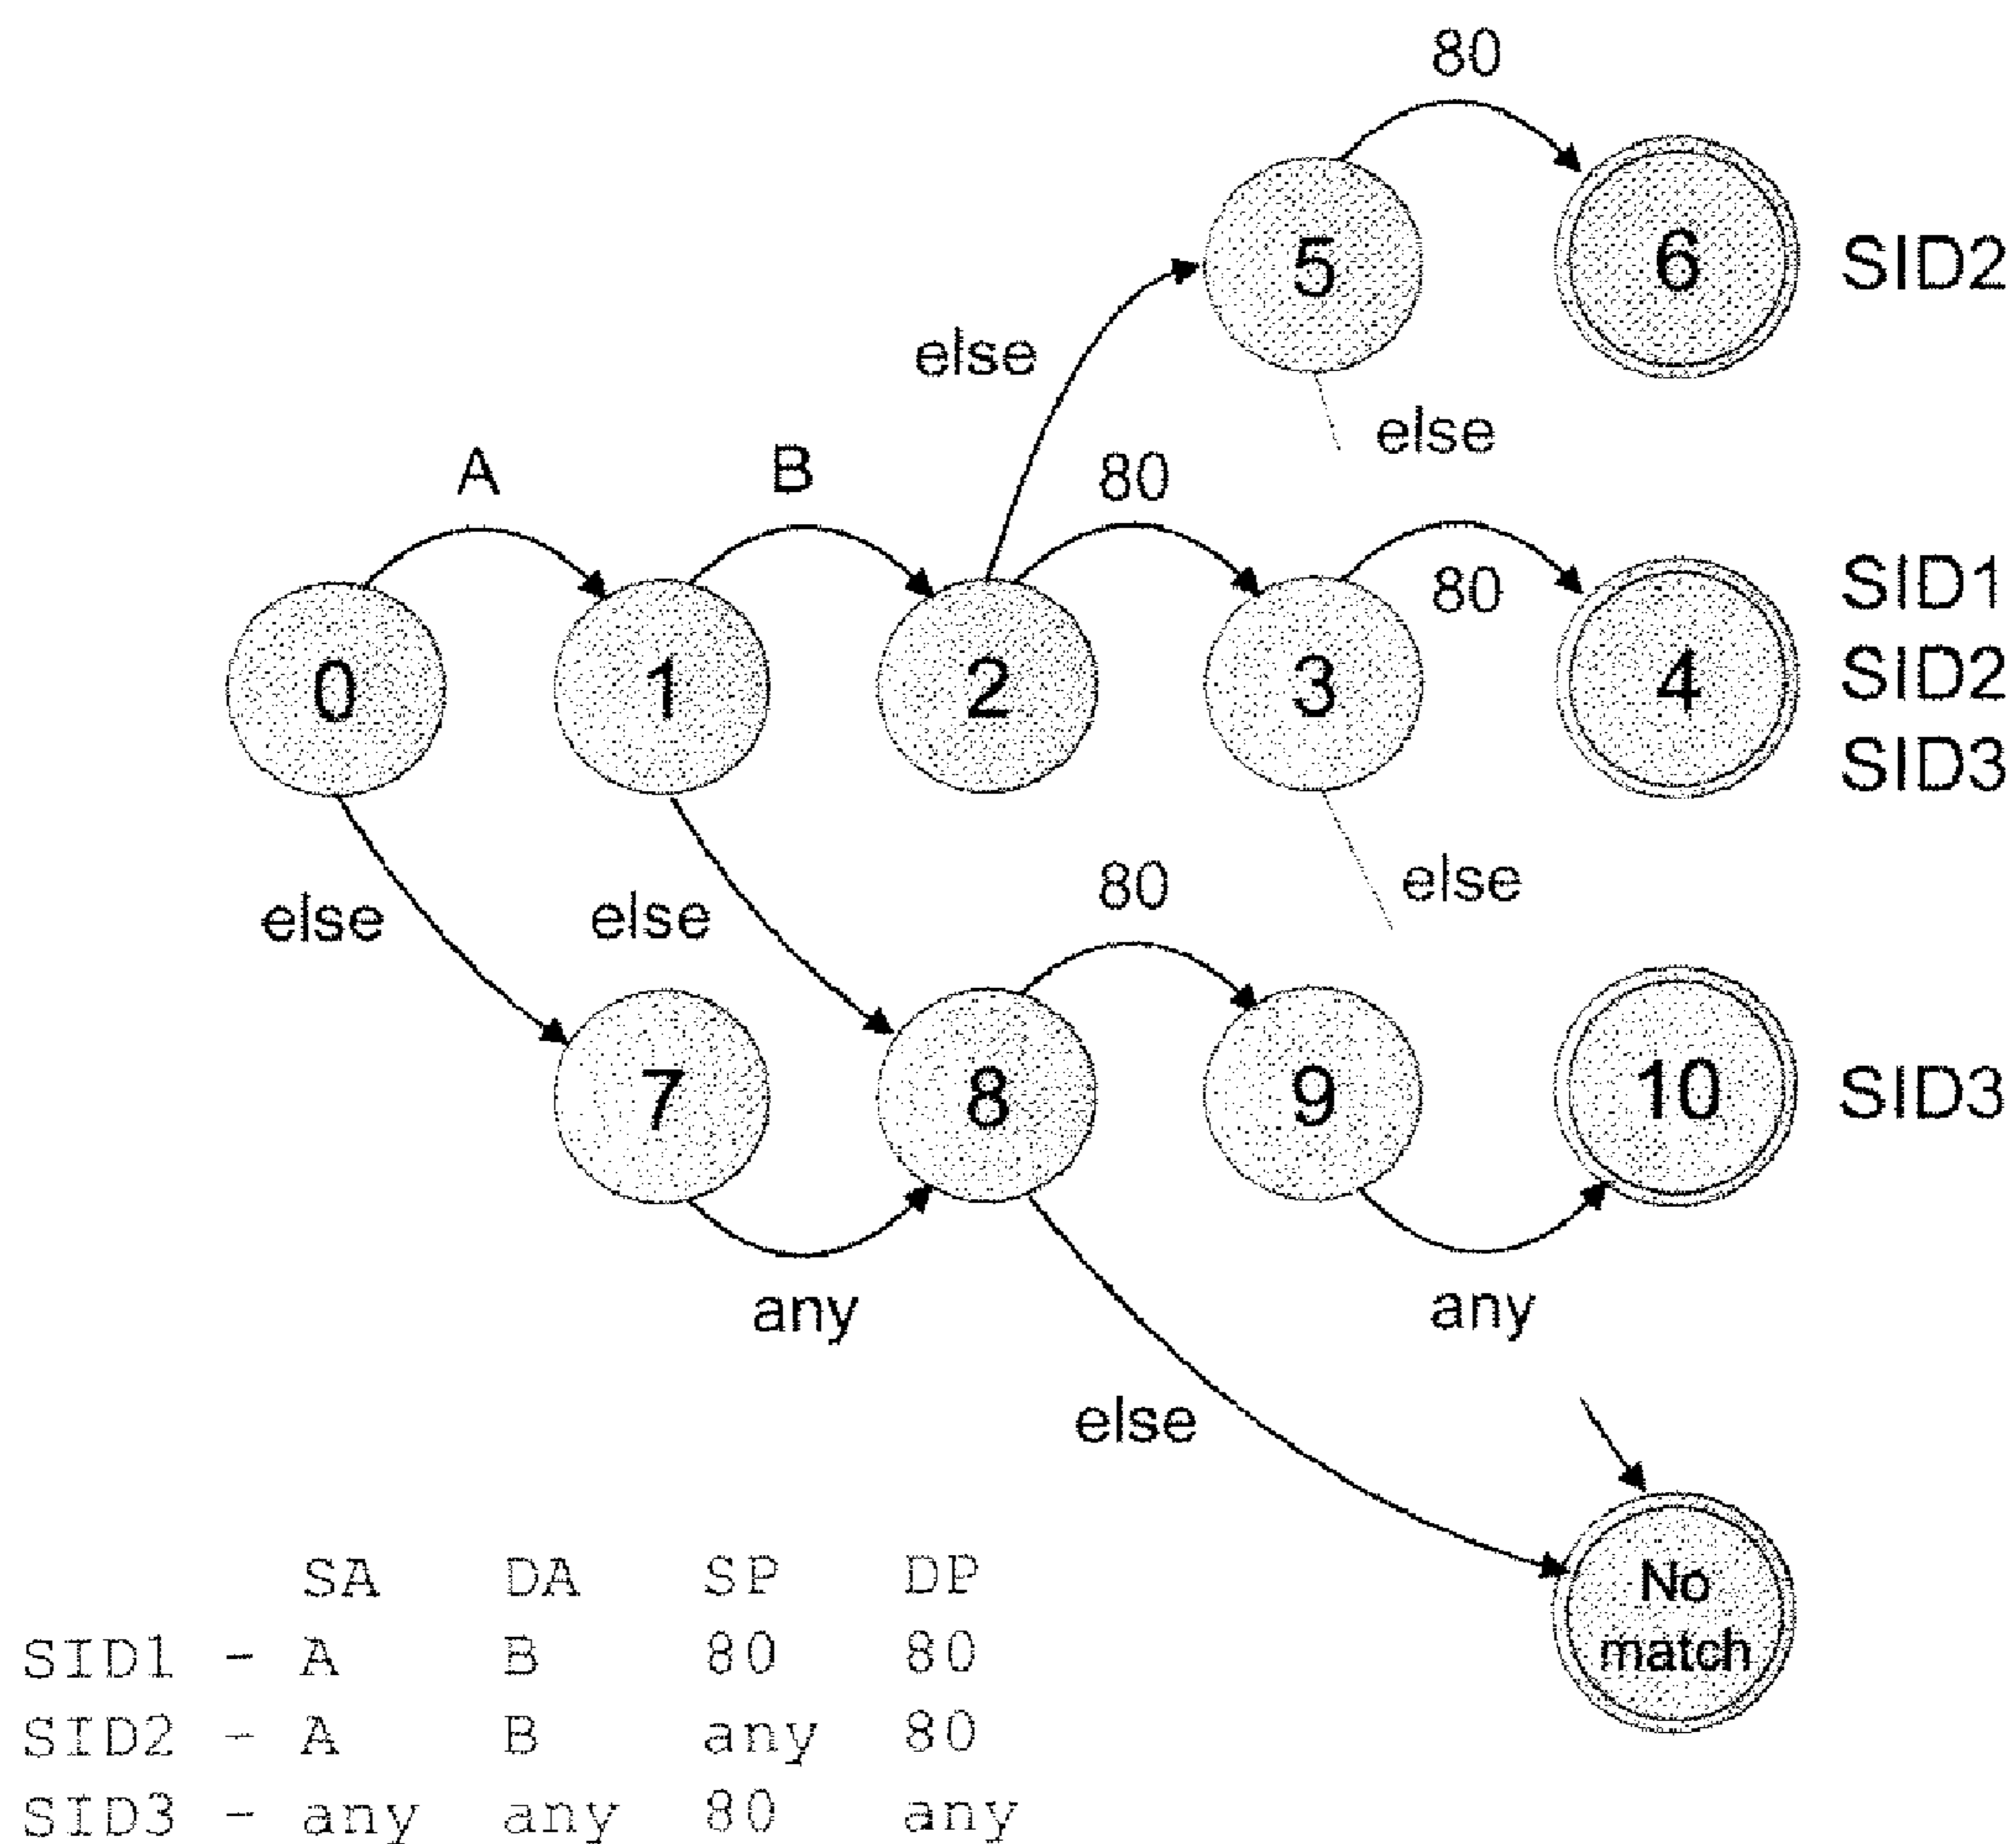 80
5
6
SID2
else
else
A
B
80
80
SID1
0
1
2
3
4
SID2
SID3
else
else
80
else
7
8
9
10
SID3
any
any
else
No
match
SA DA SP DP
SID1 - A B 80 80
SID2 - A B any 80
SID3 - any any 80 any